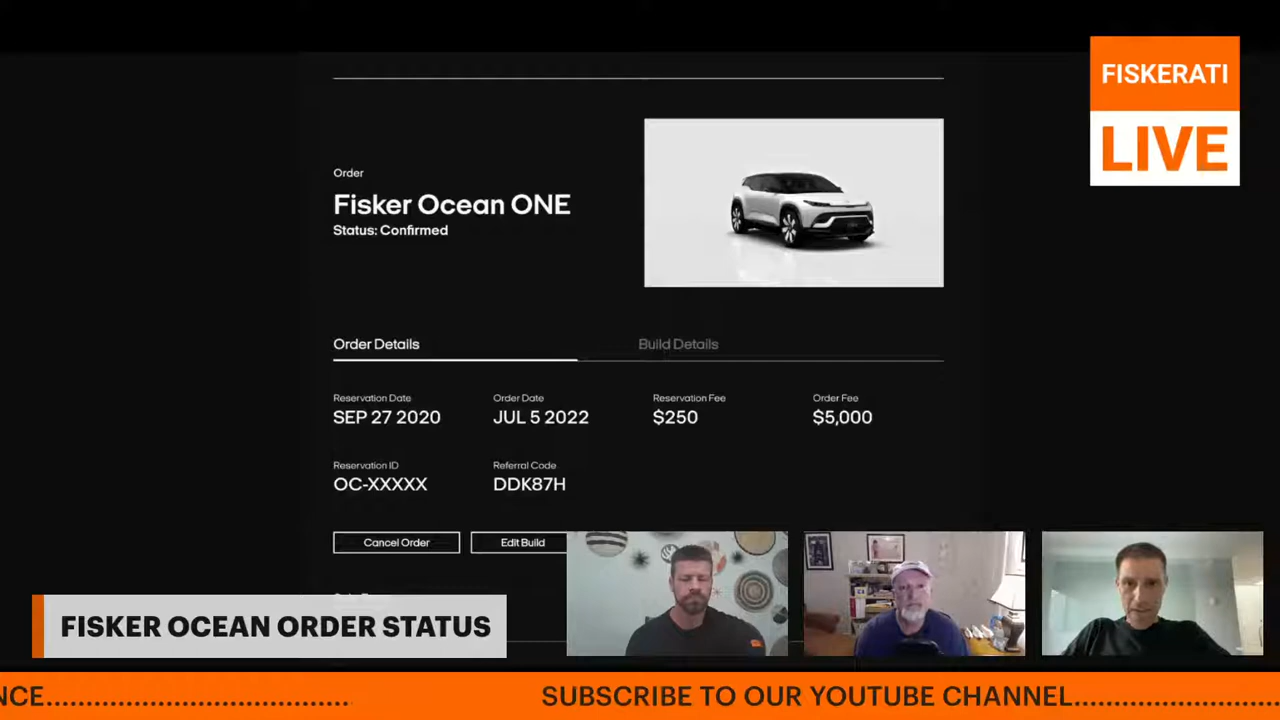 FISKERATI
LIVE
Order
Fisker Ocean ONE
Status: Confirmed
Order Details
Build Details
Reservation Date
SEP 27 2020
Order Date
JUL 5 2022
Reservation Fee
$250
Order Fee
$5,000
Reservation ID
OC-XXXXX
Referral Code
DDK87H
Cancel Order
Edit Build
FISKER OCEAN ORDER STATUS
NCE.................................... SUBSCRIBE TO OUR YOUTUBE CHANNEL.........................